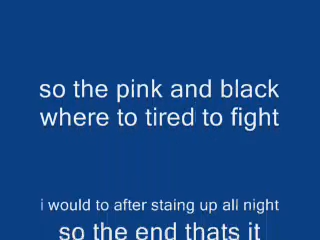 so the pink and black
where to tired to fight
i would to after staing up all night
so the end thats it